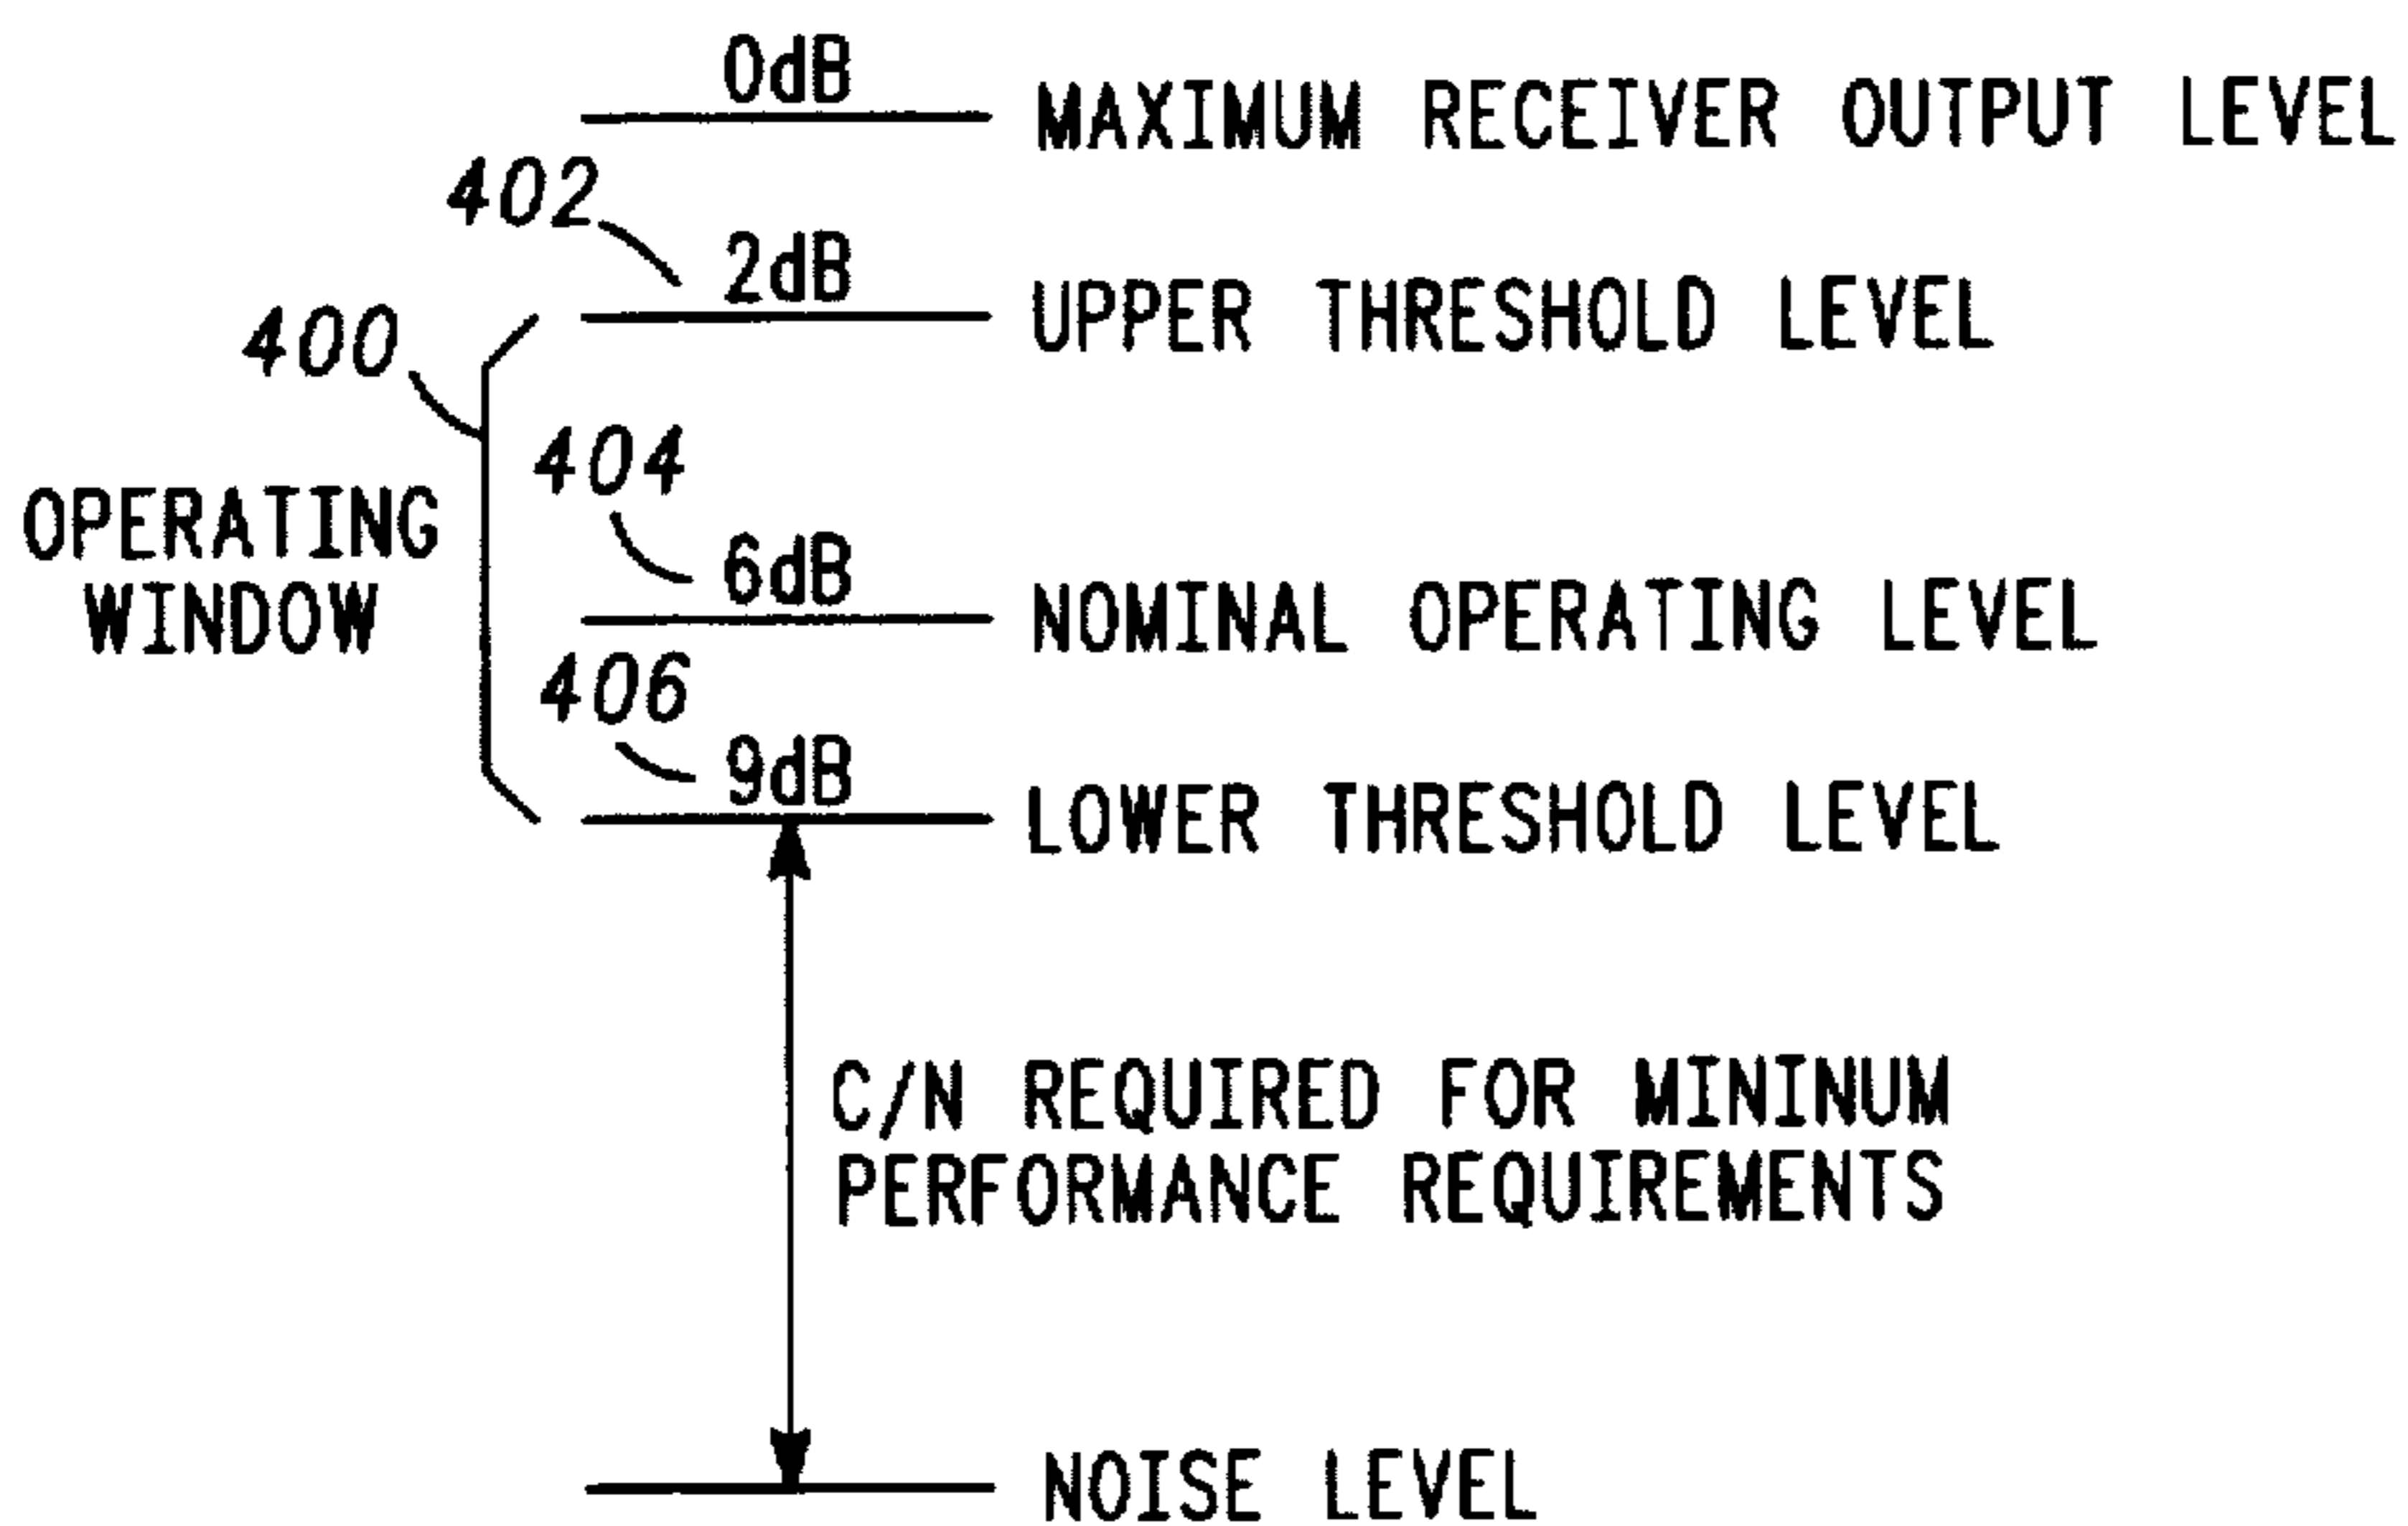 0dB
MAXIMUM RECEIVER OUTPUT LEVEL
402
2dB
UPPER THRESHOLD LEVEL
400
404
OPERATING
WINDOW
6dB
NOMINAL OPERATING LEVEL
406
9dB
LOWER THRESHOLD LEVEL
C/N REQUIRED FOR MININUM
PERFORMANCE REQUIREMENTS
NOISE LEVEL